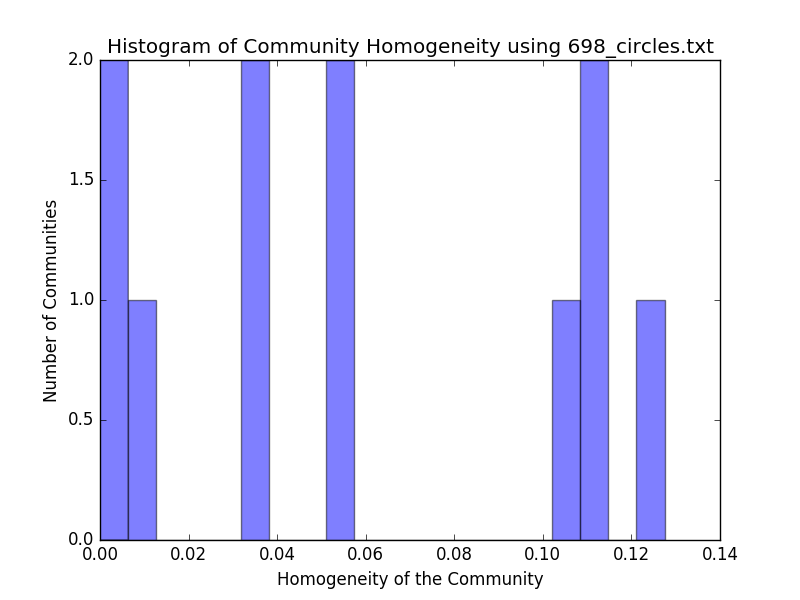 Histogram of Community Homogeneity using 698_circles.txt
2.0
1.5
1.0
0.5
0.0
Number of Communities
0.00 0.02 0.04 0.06 0.08 0.10 0.12 0.14
Homogeneity of the Community